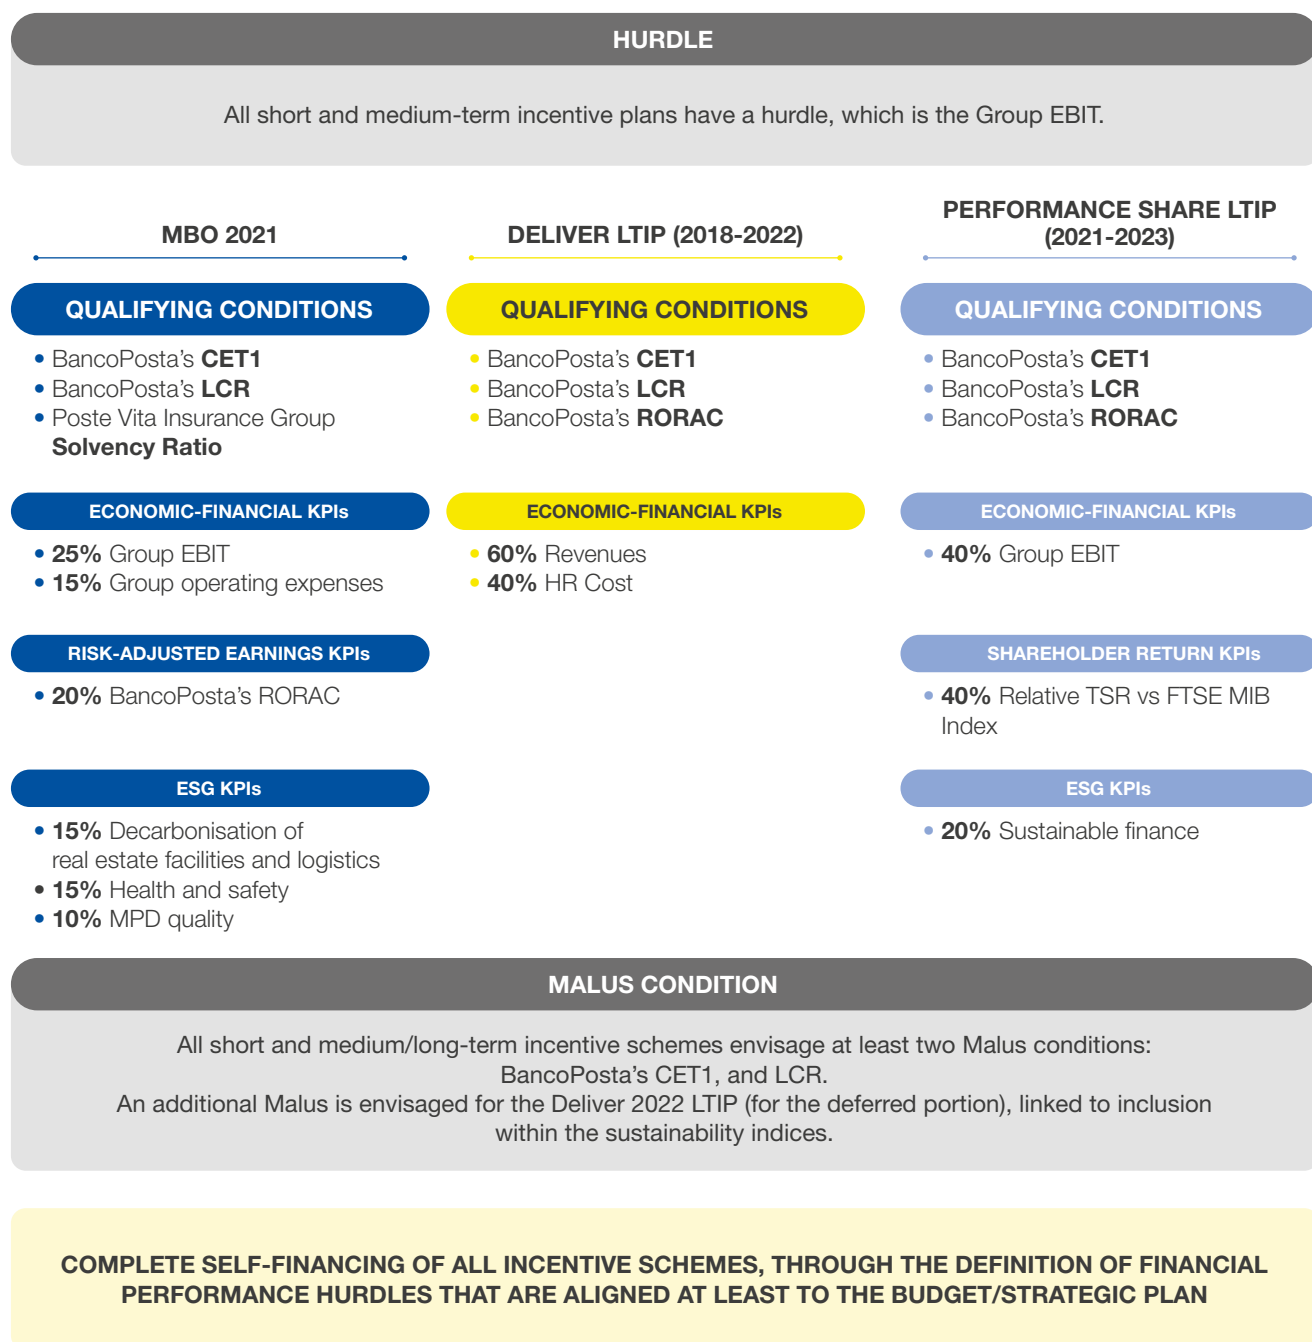 HURDLE
All short and medium-term incentive plans have a hurdle, which is the Group EBIT.
MBO 2021
QUALIFYING CONDITIONS
• BancoPosta's CET1
• BancoPosta's LCR
• Poste Vita Insurance Group
Solvency Ratio
ECONOMIC-FINANCIAL KPIs
• 25% Group EBIT
• 15% Group operating expenses
RISK-ADJUSTED EARNINGS KPIs
• 20% BancoPosta's RORAC
ESG KPIs
• 15% Decarbonisation of
real estate facilities and logistics
• 15% Health and safety
• 10% MPD quality
DELIVER LTIP (2018-2022)
QUALIFYING CONDITIONS
• BancoPosta's CET1
• BancoPosta's LCR
• BancoPosta's RORAC
ECONOMIC-FINANCIAL KPIs
• 60% Revenues
• 40% HR Cost
PERFORMANCE SHARE LTIP
(2021-2023)
QUALIFYING CONDITIONS
• BancoPosta's CET1
• BancoPosta's LCR
• BancoPosta's RORAC
ECONOMIC-FINANCIAL KPIs
• 40% Group EBIT
SHAREHOLDER RETURN KPIs
• 40% Relative TSR vs FTSE MIB
Index
ESG KPIs
• 20% Sustainable finance
MALUS CONDITION
All short and medium/long-term incentive schemes envisage at least two Malus conditions:
BancoPosta's CET1, and LCR.
An additional Malus is envisaged for the Deliver 2022 LTIP (for the deferred portion), linked to inclusion
within the sustainability indices.
COMPLETE SELF-FINANCING OF ALL INCENTIVE SCHEMES, THROUGH THE DEFINITION OF FINANCIAL
PERFORMANCE HURDLES THAT ARE ALIGNED AT LEAST TO THE BUDGET/STRATEGIC PLAN